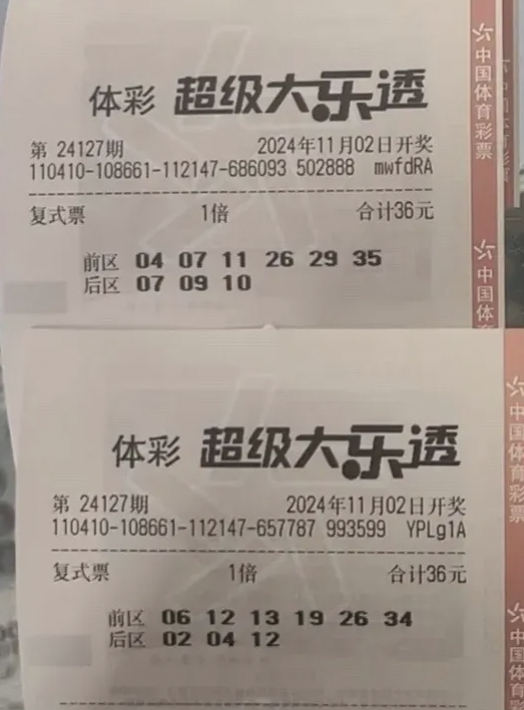 体彩 超级大乐透
第 24127期 2024年11月02日开奖
110410-108661-112147-686093 502888 mwfdRA
复式票 1倍 合计36元
前区 04 07 11 26 29 35
后区 07 09 10
体彩 超级大乐透
第 24127期 2024年11月02日开奖
110410-108661-112147-657787 993599 YPLg1A
复式票 1倍 合计36元
前区 06 12 13 19 26 34
后区 02 04 12
中国体育彩票
中国体
中国体育彩票
中国体